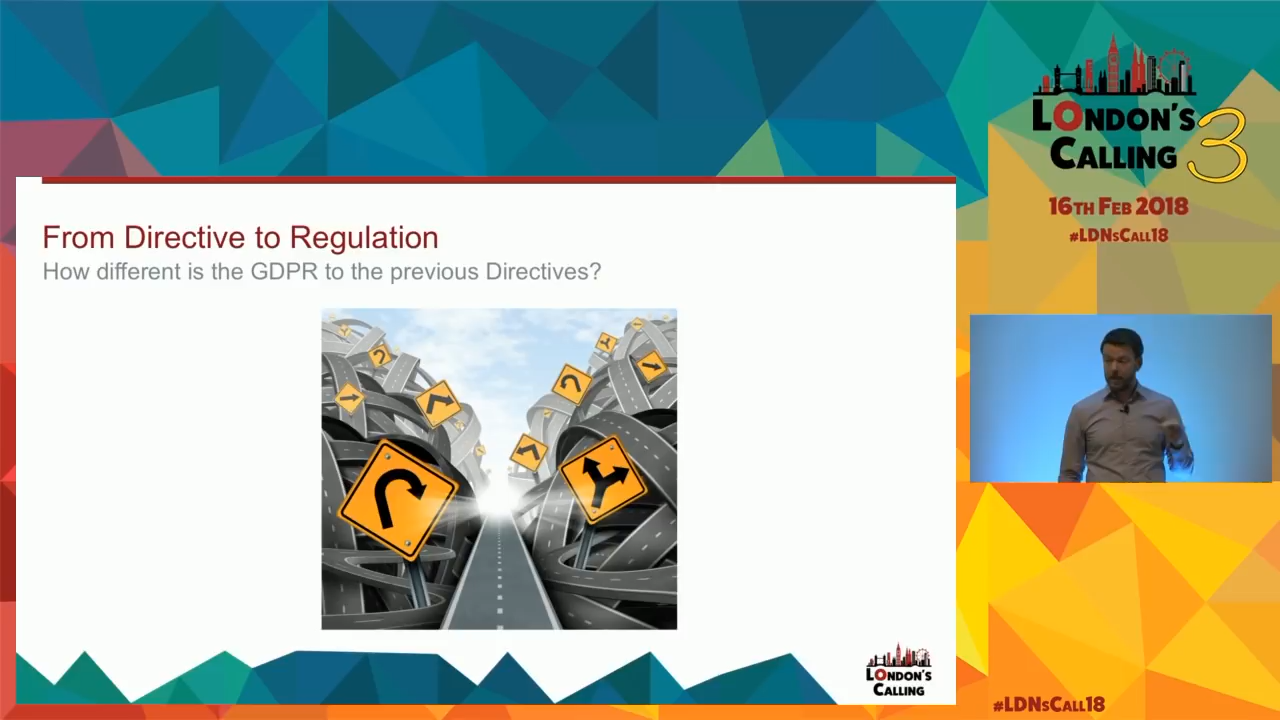 From Directive to Regulation
How different is the GDPR to the previous Directives?
London's
Calling
London's
Calling 3
16th Feb 2018
#LDNsCall18
#LDNsCall18